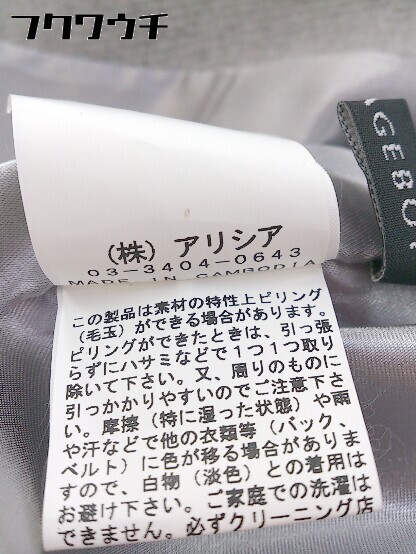 フクワウチ
AGEBO
(株) アリシア
03-3404-0643
MADE IN CAMBODIA
この製品は素材の特性上ピリング
(毛玉)ができる場合があります。
ピリングができたときは、引っ張
らずにハサミなどで1つ1つ取り
除いて下さい。又、周りのものに
引っかかりやすいのでご注意下さ
い。摩擦(特に湿った状態)や雨
や汗などで他の衣類等(バック、
ベルト)に色が移る場合がありま
すので、白物(淡色)との着用は
お避け下さい。ご家庭での洗濯は
できません。必ずクリーニング店